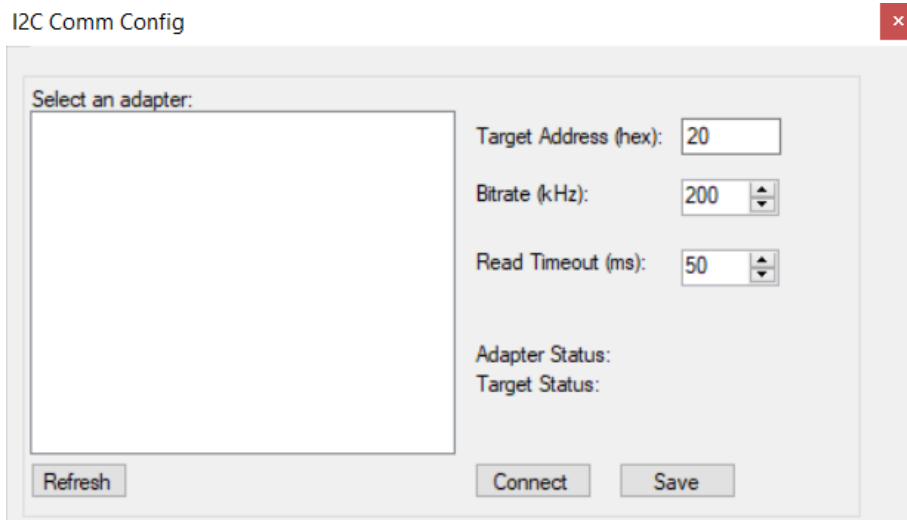 I2C Comm Config
Select an adapter:
Target Address (hex): 20
Bitrate (kHz): 200
Read Timeout (ms): 50
Adapter Status:
Target Status:
Refresh
Connect
Save